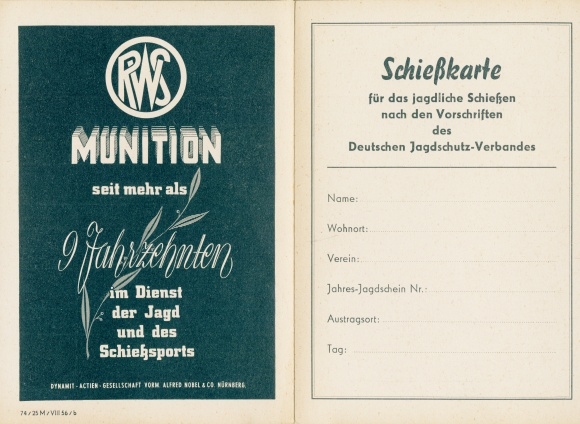 RWS
MUNITION
seit mehr als
9 Jahrzehnten
im Dienst
der Jagd
und des
Schießsports
DYNAMIT - ACTIEN - GESELLSCHAFT VORM. ALFRED NOBEL & CO. NÜRNBERG
74 / 25 M / VIII 56 / b
Schießkarte
für das jagdliche Schießen
nach den Vorschriften
des
Deutschen Jagdschutz-Verbandes
Name:
Wohnort:
Verein:
Jahres-Jagdschein Nr.:
Austragsort:
Tag: